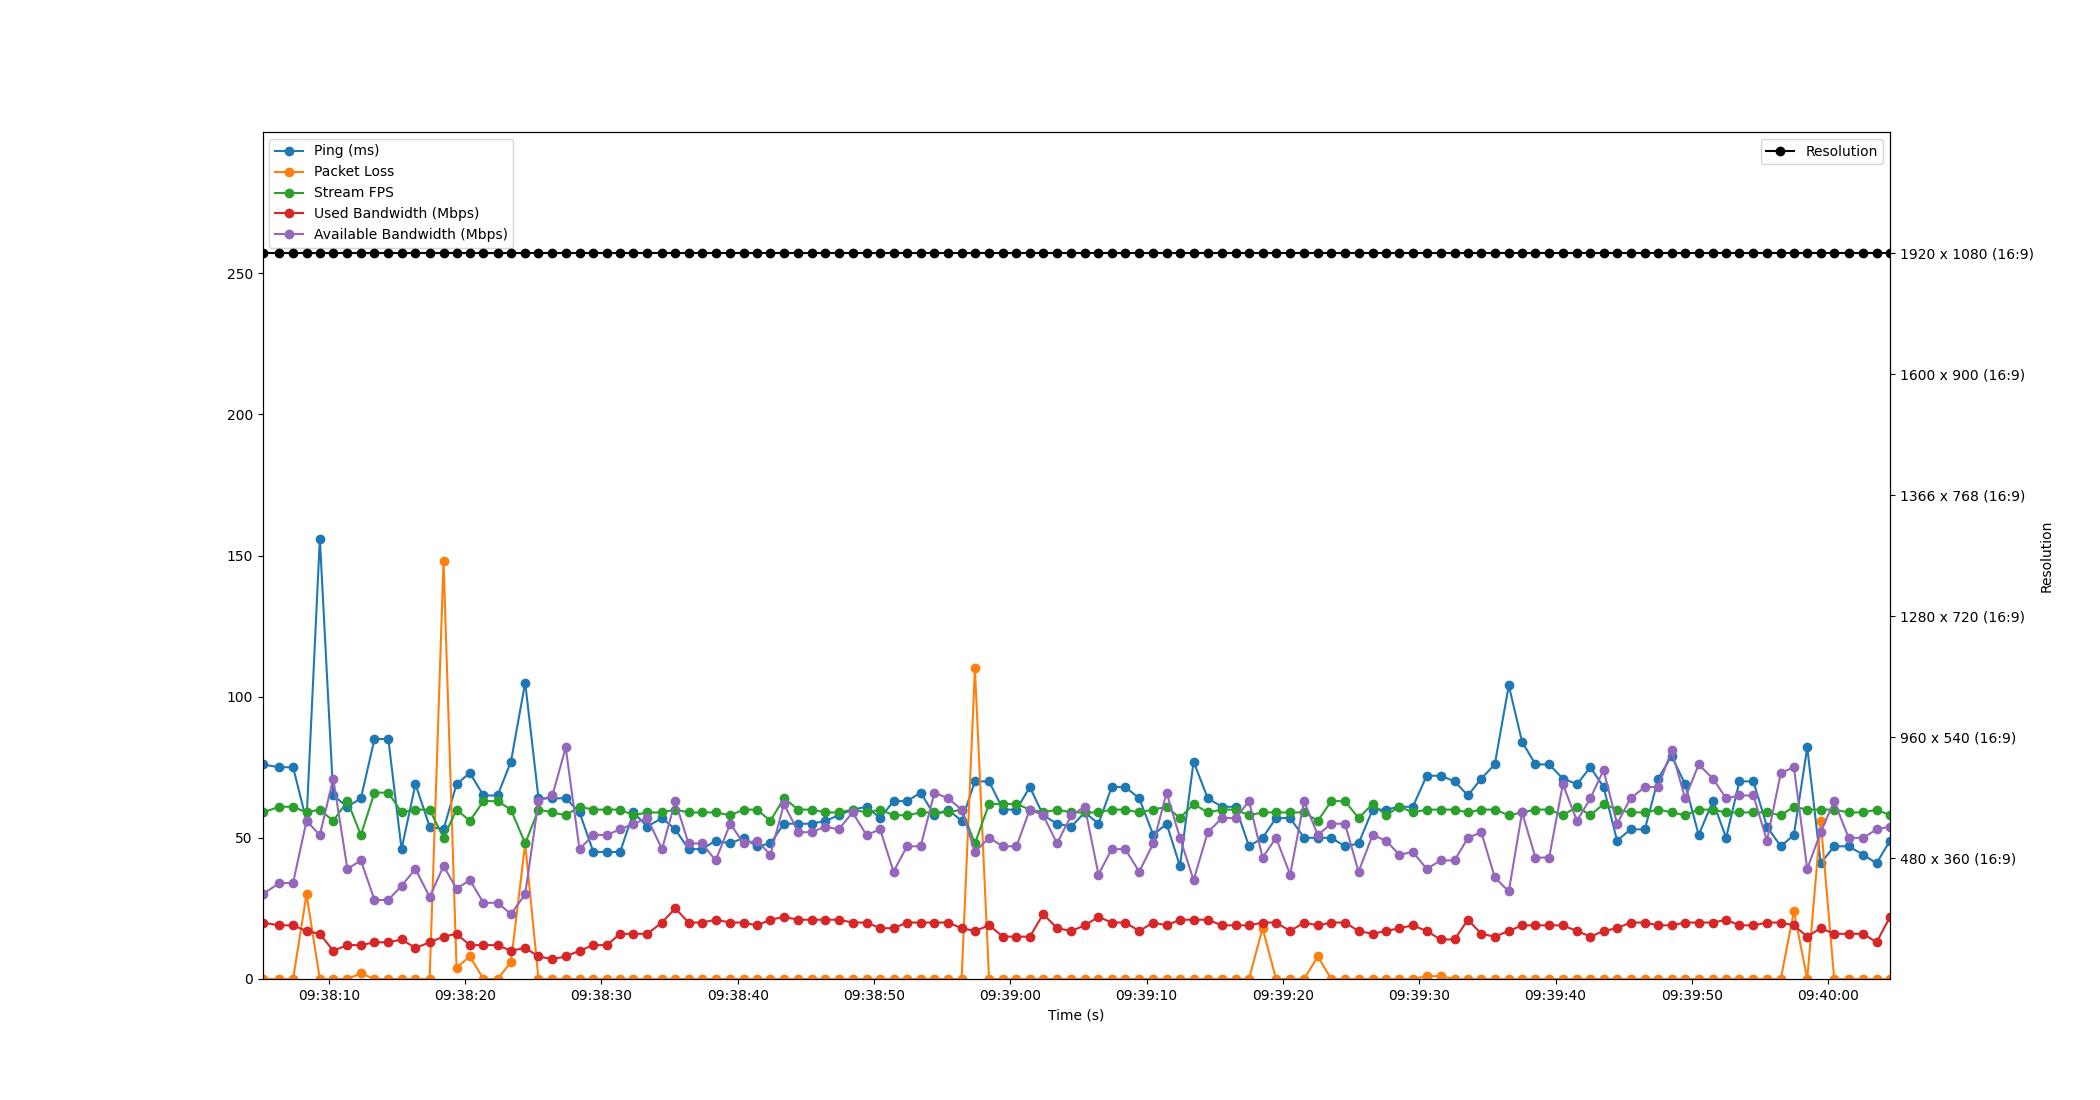 Ping (ms)
Packet Loss
Stream FPS
Used Bandwidth (Mbps)
Available Bandwidth (Mbps)
Resolution
250
200
150
100
50
0
1920 x 1080 (16:9)
1600 x 900 (16:9)
1366 x 768 (16:9)
1280 x 720 (16:9)
960 x 540 (16:9)
480 x 360 (16:9)
Resolution
09:38:10 09:38:20 09:38:30 09:38:40 09:38:50 09:39:00 09:39:10 09:39:20 09:39:30 09:39:40 09:39:50 09:40:00
Time (s)